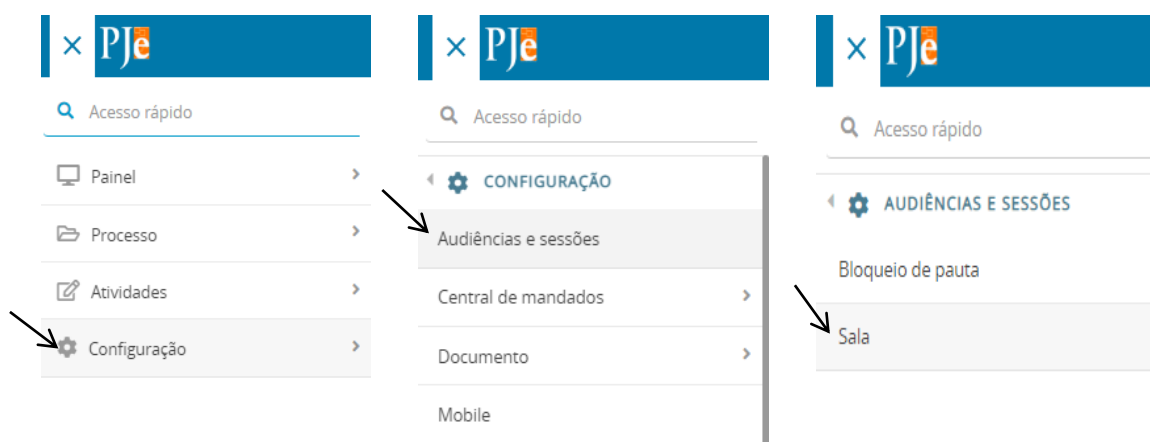 × PJe
Acesso rápido
Painel
Processo
Atividades
Configuração
× PJe
Acesso rápido
CONFIGURAÇÃO
Audiências e sessões
Central de mandados
Documento
Mobile
× PJe
Acesso rápido
AUDIÊNCIAS E SESSÕES
Bloqueio de pauta
Sala